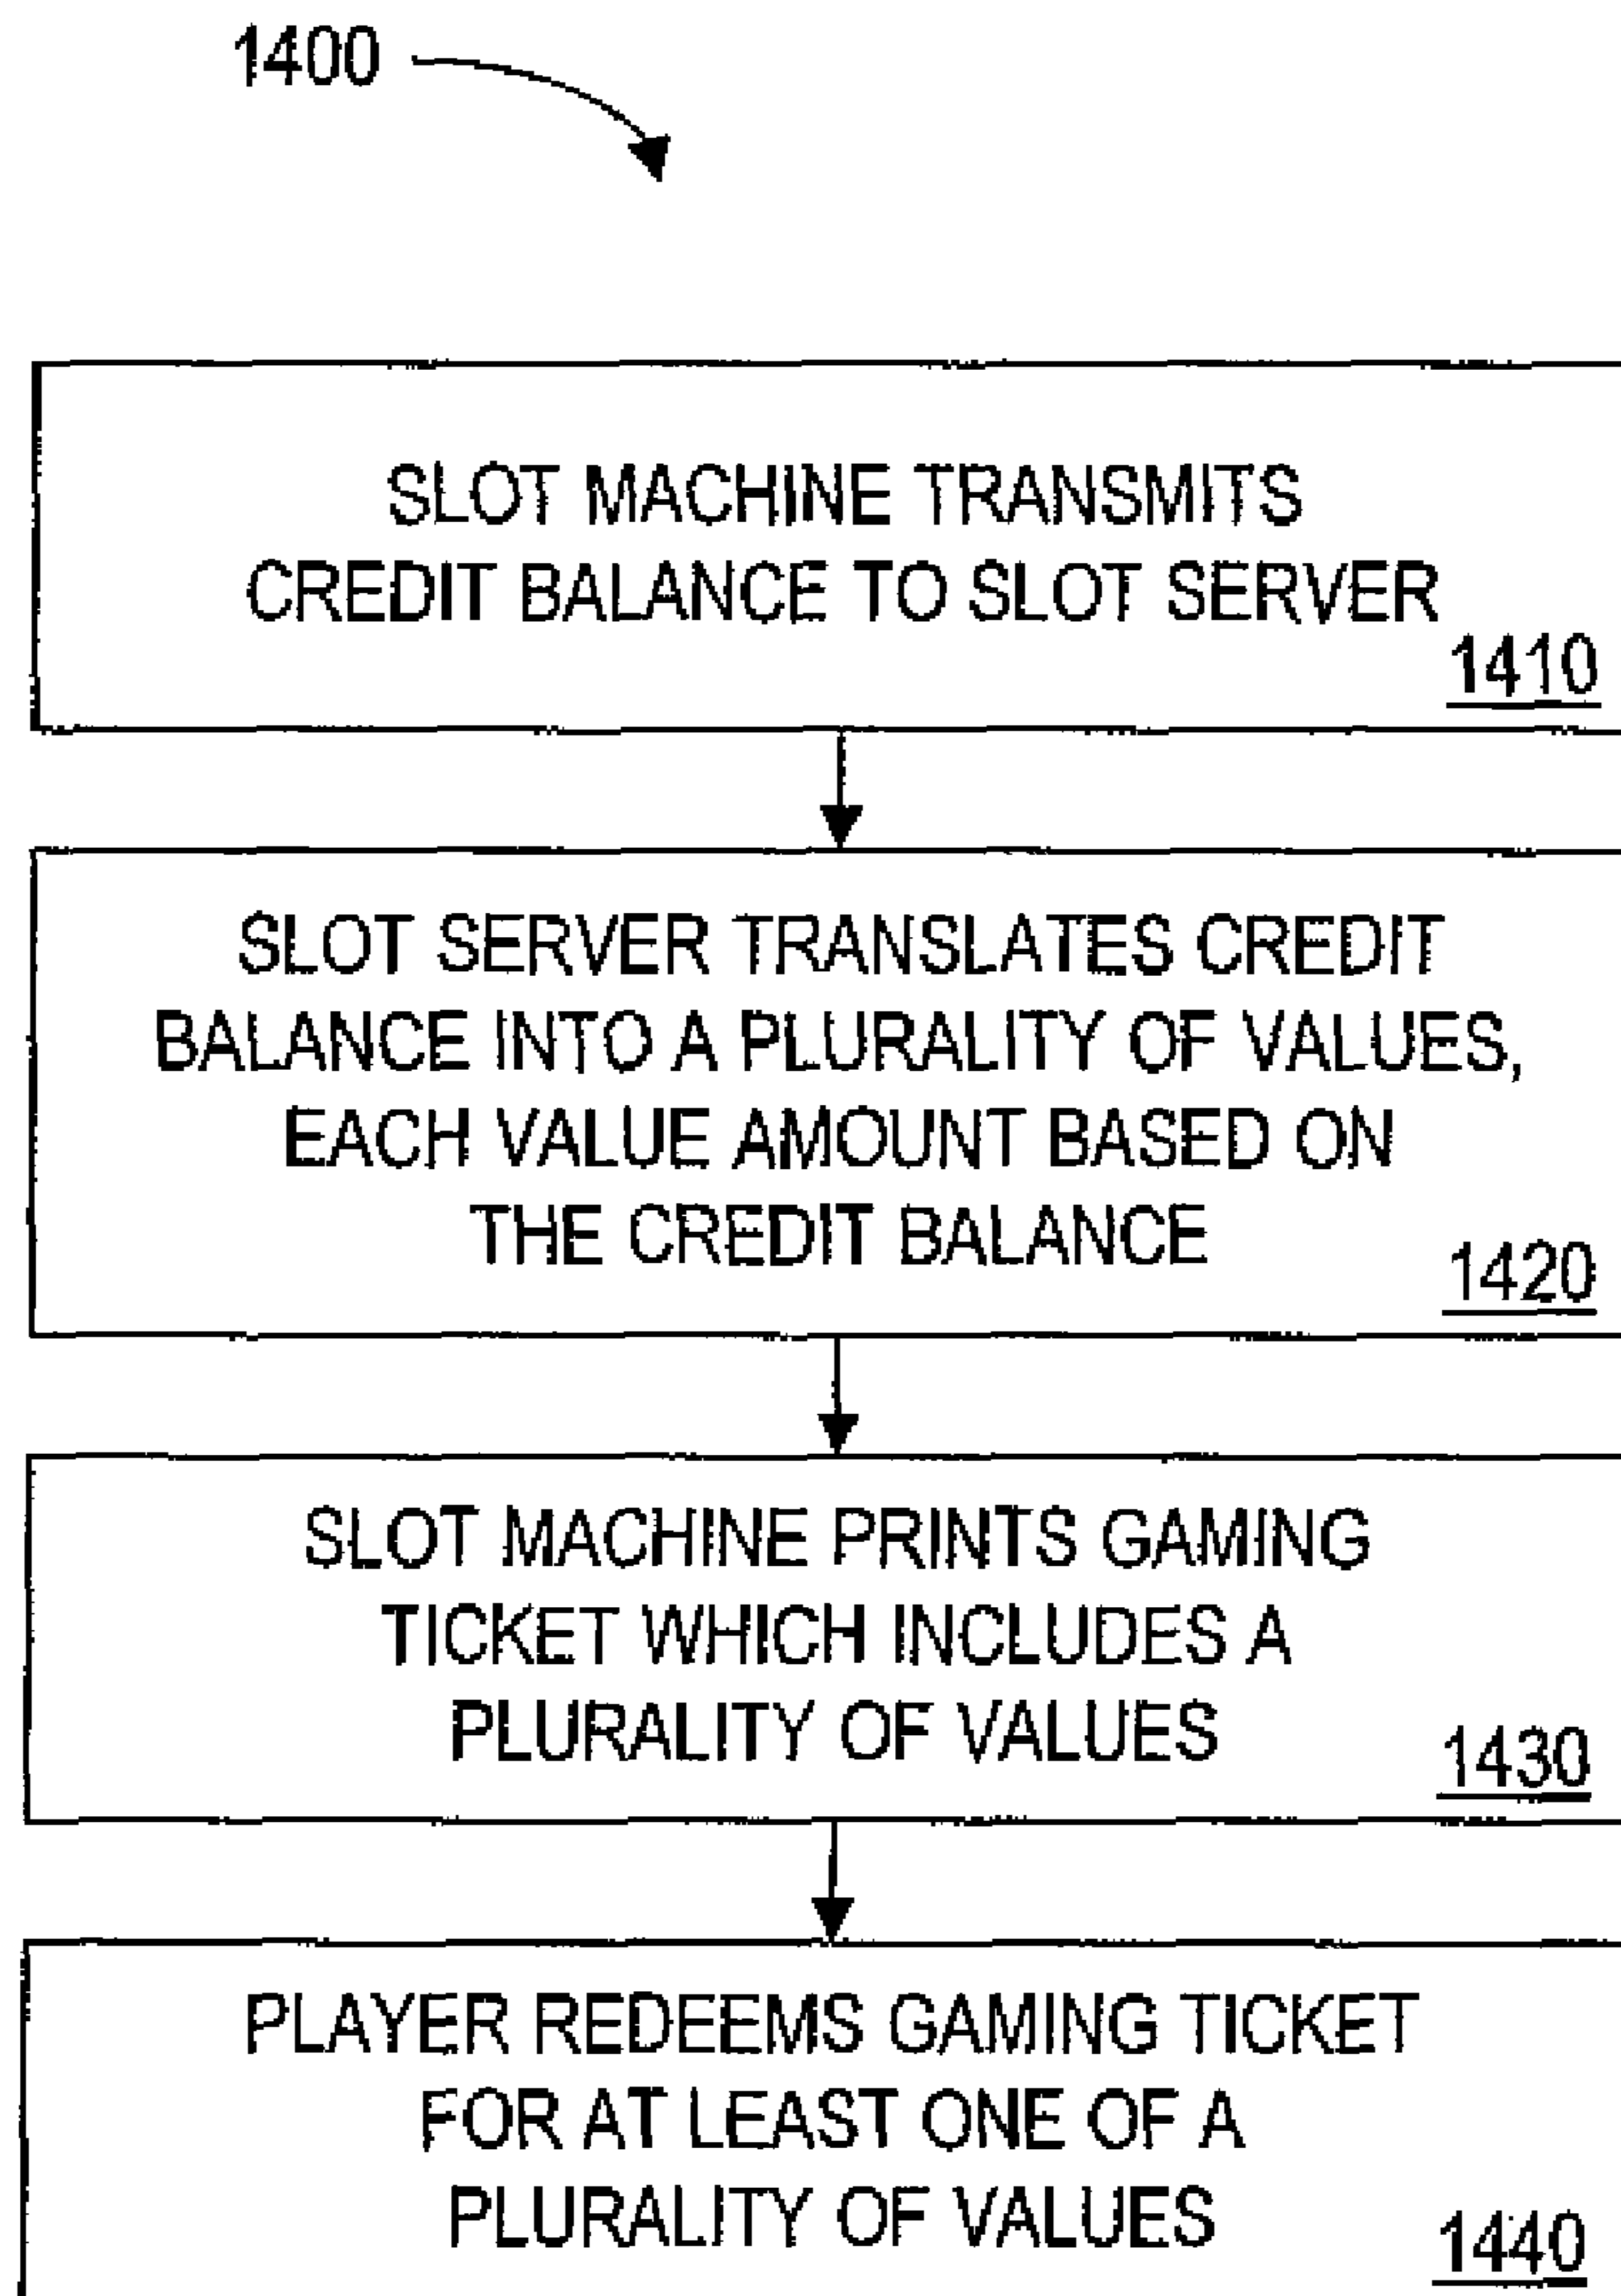 1400
SLOT MACHINE TRANSMITS
CREDIT BALANCE TO SLOT SERVER
1410
SLOT SERVER TRANSLATES CREDIT
BALANCE INTO A PLURALITY OF VALUES,
EACH VALUE AMOUNT BASED ON
THE CREDIT BALANCE
1420
SLOT MACHINE PRINTS GAMING
TICKET WHICH INCLUDES A
PLURALITY OF VALUES
1430
PLAYER REDEEMS GAMING TICKET
FOR AT LEAST ONE OF A
PLURALITY OF VALUES
1440